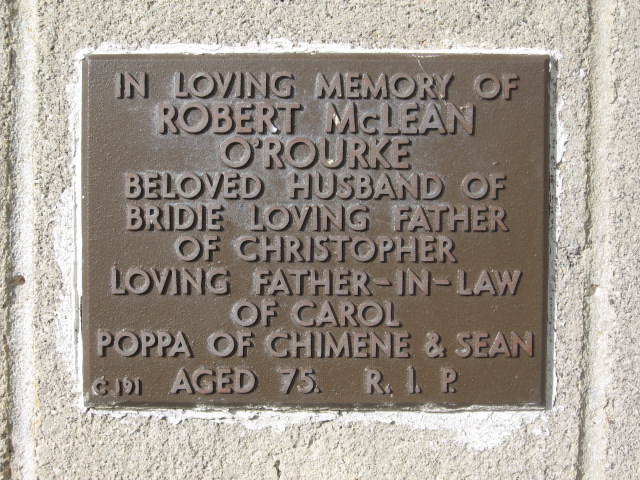 IN LOVING MEMORY OF
ROBERT McLEAN
O'ROURKE
BELOVED HUSBAND OF
BRIDIE LOVING FATHER
OF CHRISTOPHER
LOVING FATHER-IN-LAW
OF CAROL
POPPA OF CHIMENE & SEAN
C 191 AGED 75. R. I. P.